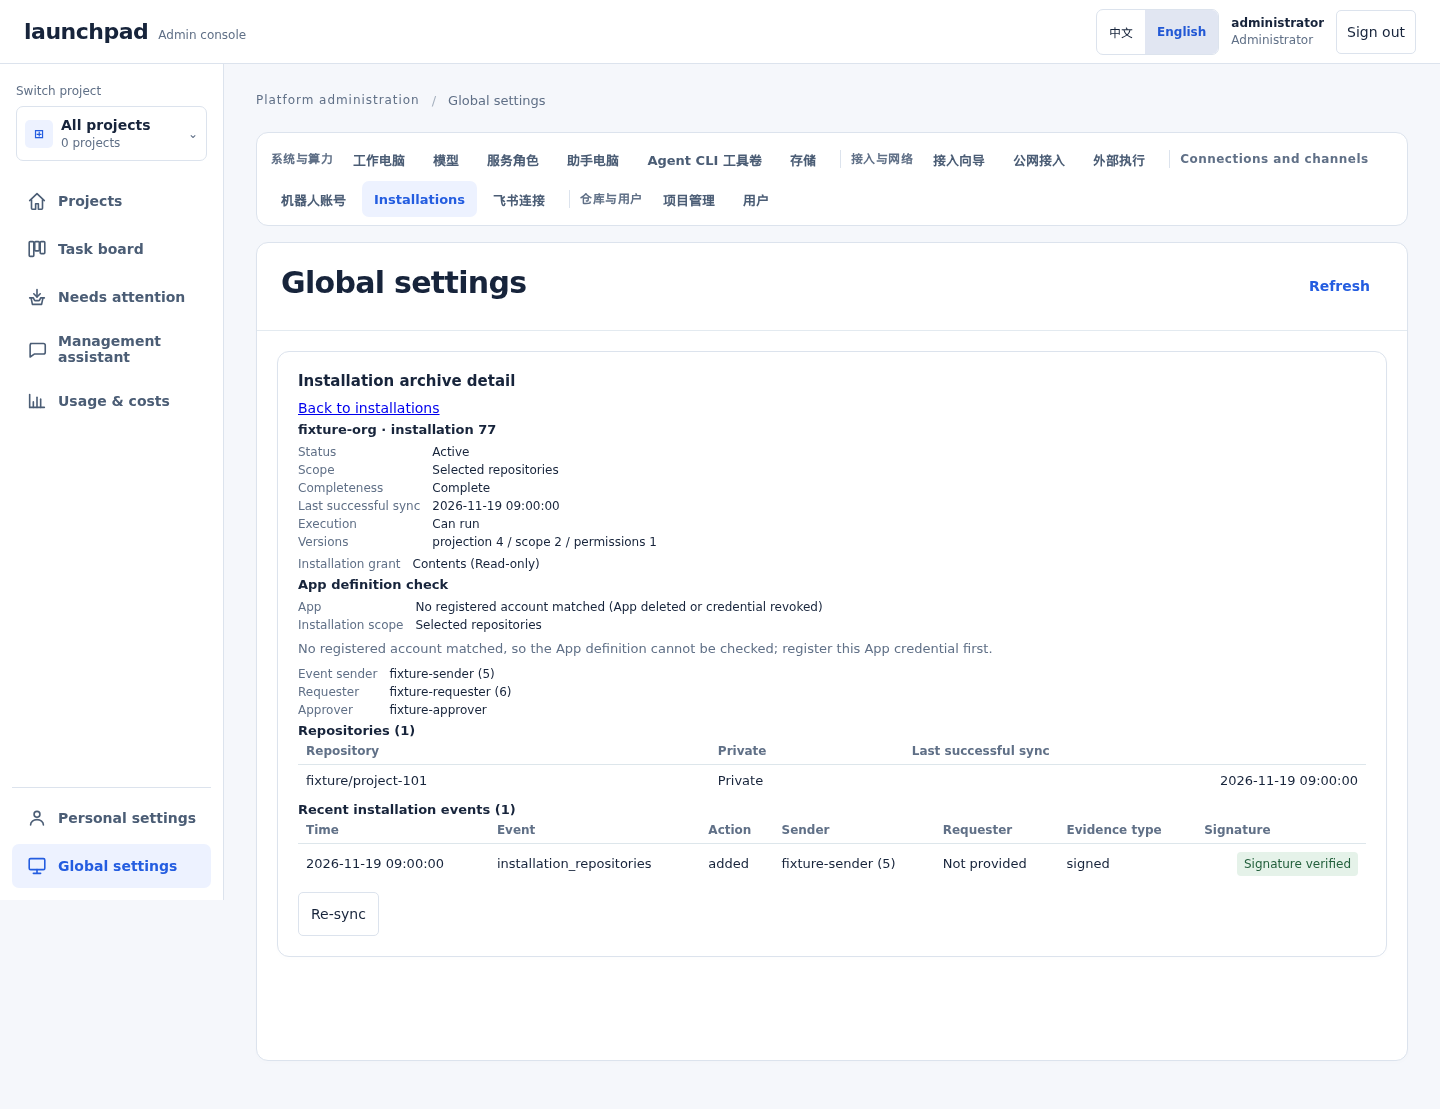 launchpad Admin console
中文 English
administrator
Administrator
Sign out
Switch project
All projects
0 projects
Projects
Task board
Needs attention
Management
assistant
Usage & costs
Personal settings
Global settings
Platform administration / Global settings
系统与算力 工作电脑 模型 服务角色 助手电脑 Agent CLI 工具卷 存储 接入与网络 接入向导 公网接入 外部执行 Connections and channels
机器人账号 Installations 飞书连接 仓库与用户 项目管理 用户
Global settings
Refresh
Installation archive detail
Back to installations
fixture-org · installation 77
Status Active
Scope Selected repositories
Completeness Complete
Last successful sync 2026-11-19 09:00:00
Execution Can run
Versions projection 4 / scope 2 / permissions 1
Installation grant Contents (Read-only)
App definition check
App No registered account matched (App deleted or credential revoked)
Installation scope Selected repositories
No registered account matched, so the App definition cannot be checked; register this App credential first.
Event sender fixture-sender (5)
Requester fixture-requester (6)
Approver fixture-approver
Repositories (1)
Repository Private Last successful sync
fixture/project-101 Private 2026-11-19 09:00:00
Recent installation events (1)
Time Event Action Sender Requester Evidence type Signature
2026-11-19 09:00:00 installation_repositories added fixture-sender (5) Not provided signed Signature verified
Re-sync